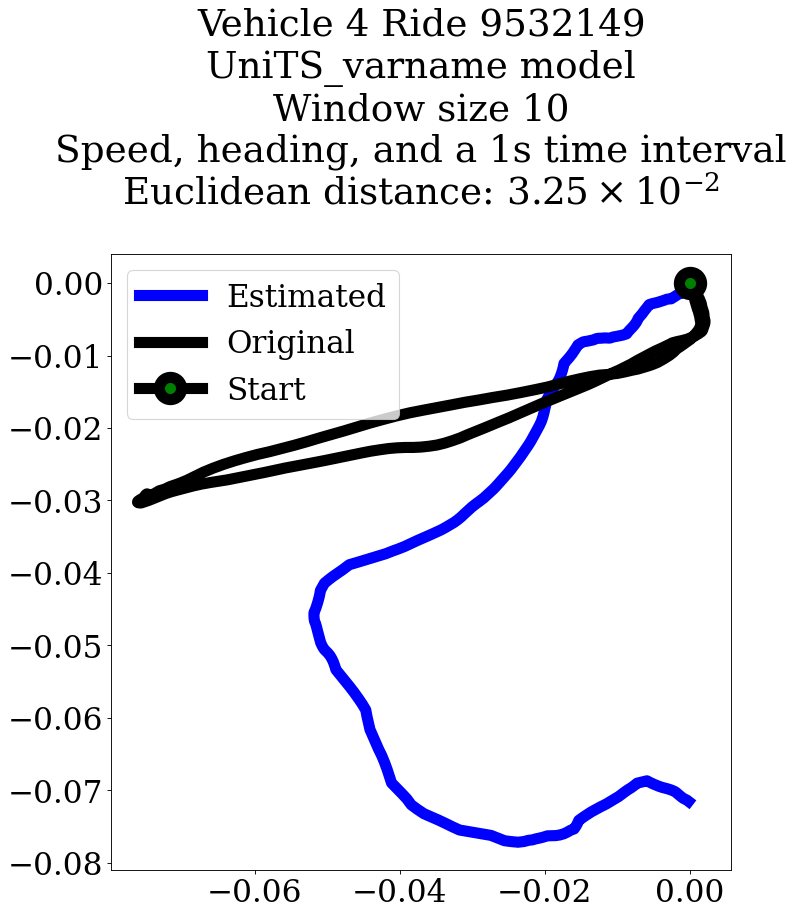 Vehicle 4 Ride 9532149
UniTS_varname model
Window size 10
Speed, heading, and a 1s time interval
Euclidean distance: 3.25 × 10⁻²
Estimated
Original
Start
0.00
−0.01
−0.02
−0.03
−0.04
−0.05
−0.06
−0.07
−0.08
−0.06
−0.04
−0.02
0.00